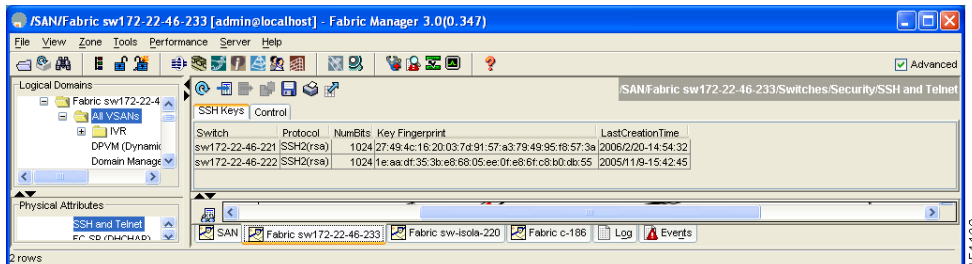 /SAN/Fabric sw172-22-46-233 [admin@localhost] - Fabric Manager 3.0(0.347)
File View Zone Tools Performance Server Help
Advanced
Logical Domains
Fabric sw172-22-4
All VSANs
IVR
DPVM (Dynamic
Domain Manage
/SAN/Fabric sw172-22-46-233/Switches/Security/SSH and Telnet
SSH Keys Control
Switch Protocol NumBits Key Fingerprint LastCreationTime
sw172-22-46-221 SSH2(rsa) 1024 27:49:4c:16:20:03:7d:91:57:a3:79:49:95:f8:57:3a 2006/2/20-14:54:32
sw172-22-46-222 SSH2(rsa) 1024 1e:aa:df:35:3b:e8:68:05:ee:0f:e8:6f:c8:b0:db:55 2005/11/9-15:42:45
Physical Attributes
SSH and Telnet
FC-SP (DHCHAP)
SAN Fabric sw172-22-46-233 Fabric sw-isola-220 Fabric c-186 Log Events
2 rows